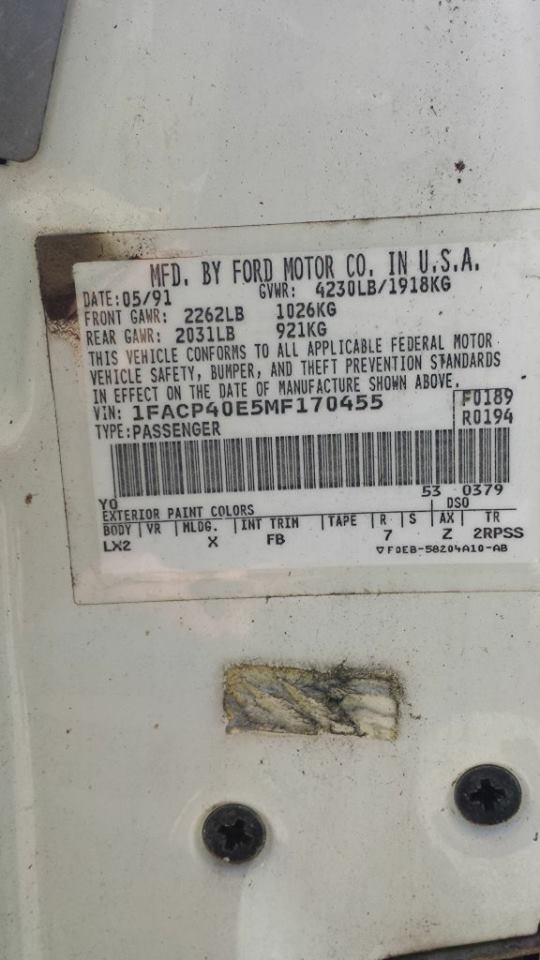 MFD. BY FORD MOTOR CO. IN U.S.A.
DATE: 05/91 GVWR: 4230LB/1918KG
FRONT GAWR: 2262LB 1026KG
REAR GAWR: 2031LB 921KG
THIS VEHICLE CONFORMS TO ALL APPLICABLE FEDERAL MOTOR
VEHICLE SAFETY, BUMPER, AND THEFT PREVENTION STANDARDS
IN EFFECT ON THE DATE OF MANUFACTURE SHOWN ABOVE.
VIN: 1FACP40E5MF170455 F0189
TYPE: PASSENGER R0194
YO 53 0379
EXTERIOR PAINT COLORS DSO
BODY | VR | MLDG. | INT TRIM | TAPE | R | S | AX | TR
LX2 X FB 7 Z 2RPSS
▽F0EB-58204A10-AB